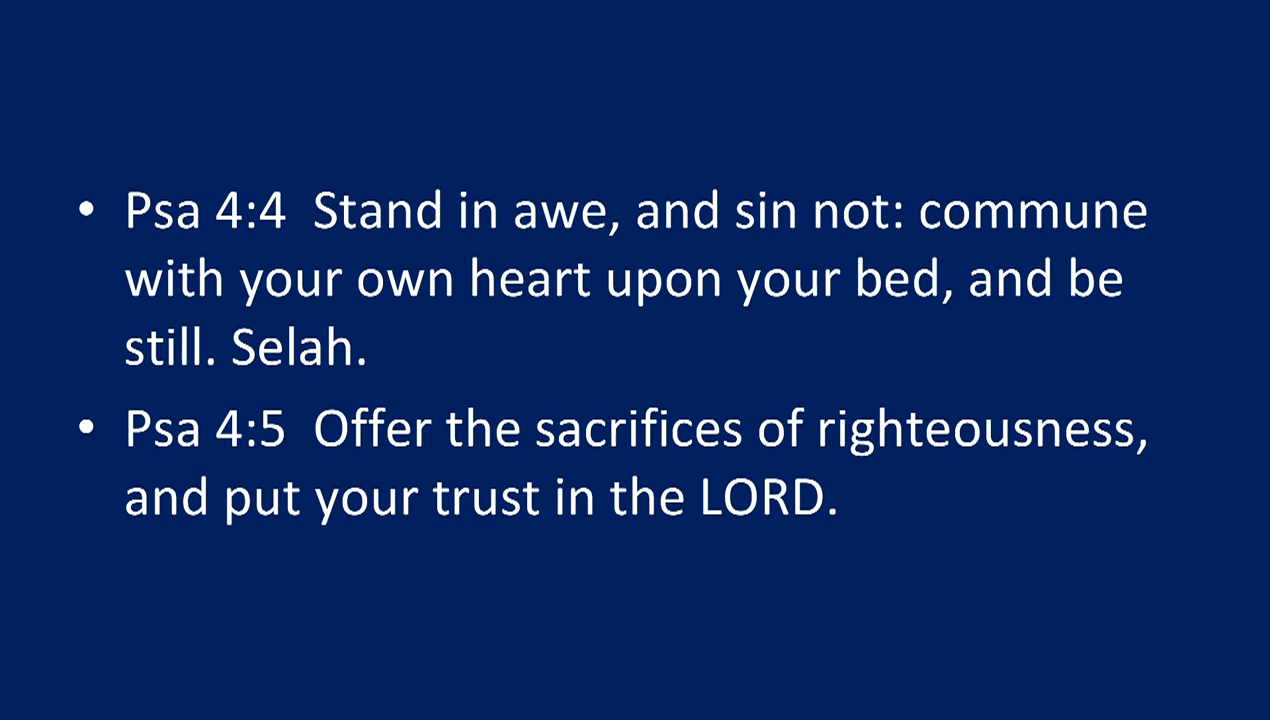 • Psa 4:4  Stand in awe, and sin not: commune
with your own heart upon your bed, and be
still. Selah.
• Psa 4:5  Offer the sacrifices of righteousness,
and put your trust in the LORD.